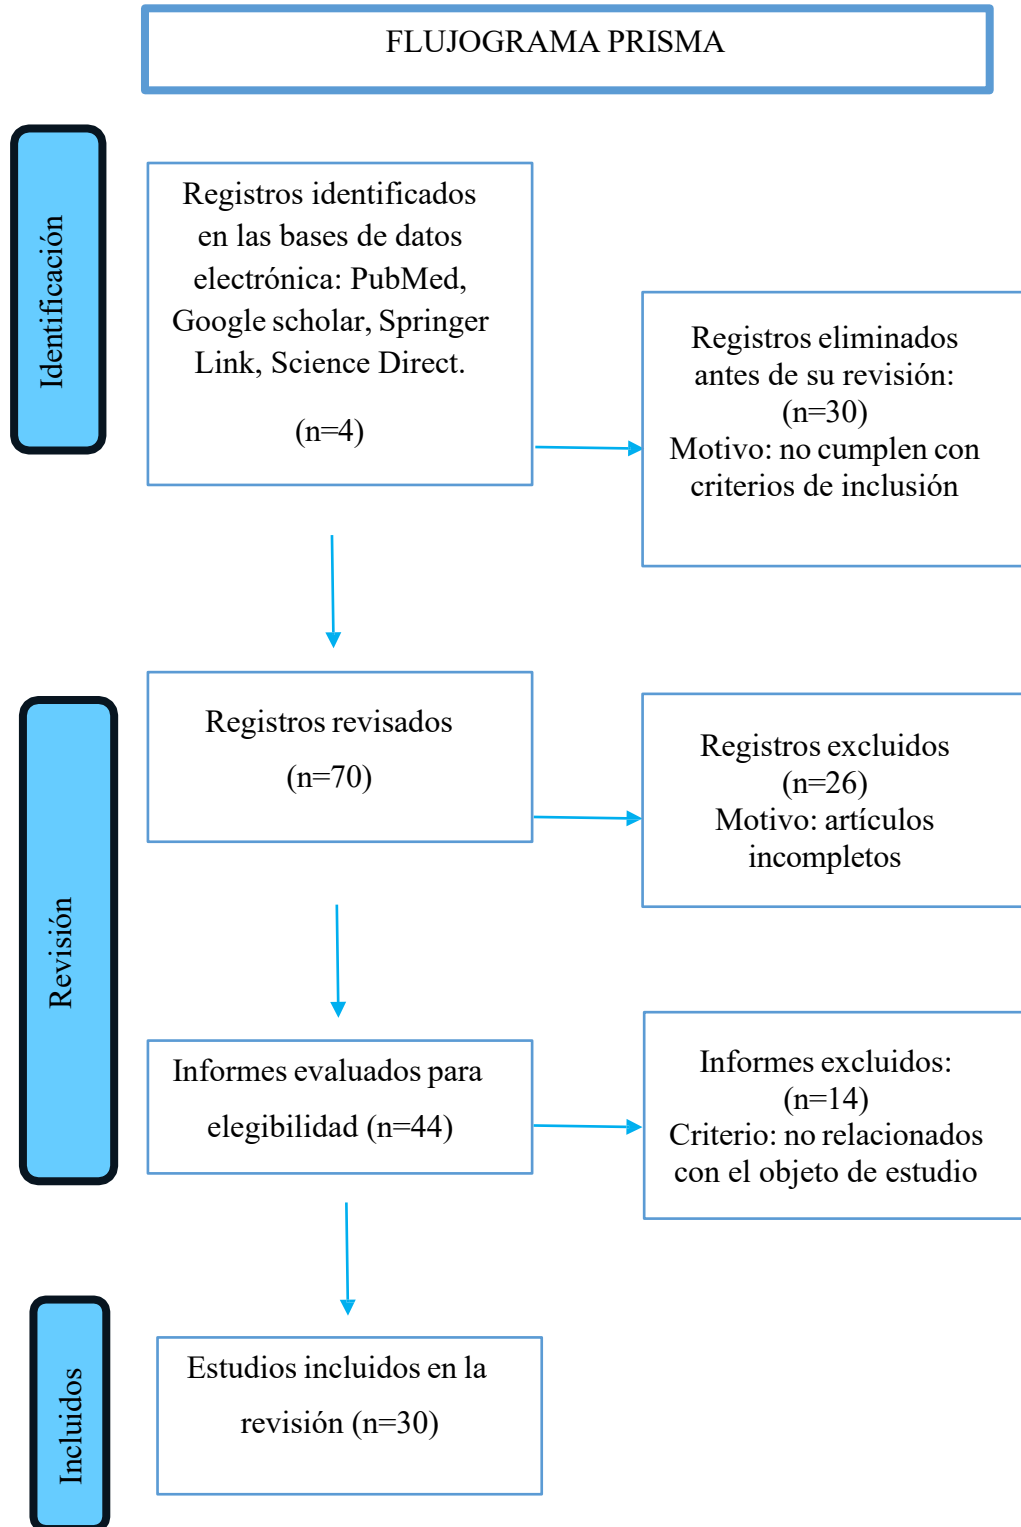 FLUJOGRAMA PRISMA
Identificación
Registros identificados
en las bases de datos
electrónica: PubMed,
Google scholar, Springer
Link, Science Direct.
(n=4)
Registros eliminados
antes de su revisión:
(n=30)
Motivo: no cumplen con
criterios de inclusión
Revisión
Registros revisados
(n=70)
Registros excluidos
(n=26)
Motivo: artículos
incompletos
Informes evaluados para
elegibilidad (n=44)
Informes excluidos:
(n=14)
Criterio: no relacionados
con el objeto de estudio
Incluidos
Estudios incluidos en la
revisión (n=30)